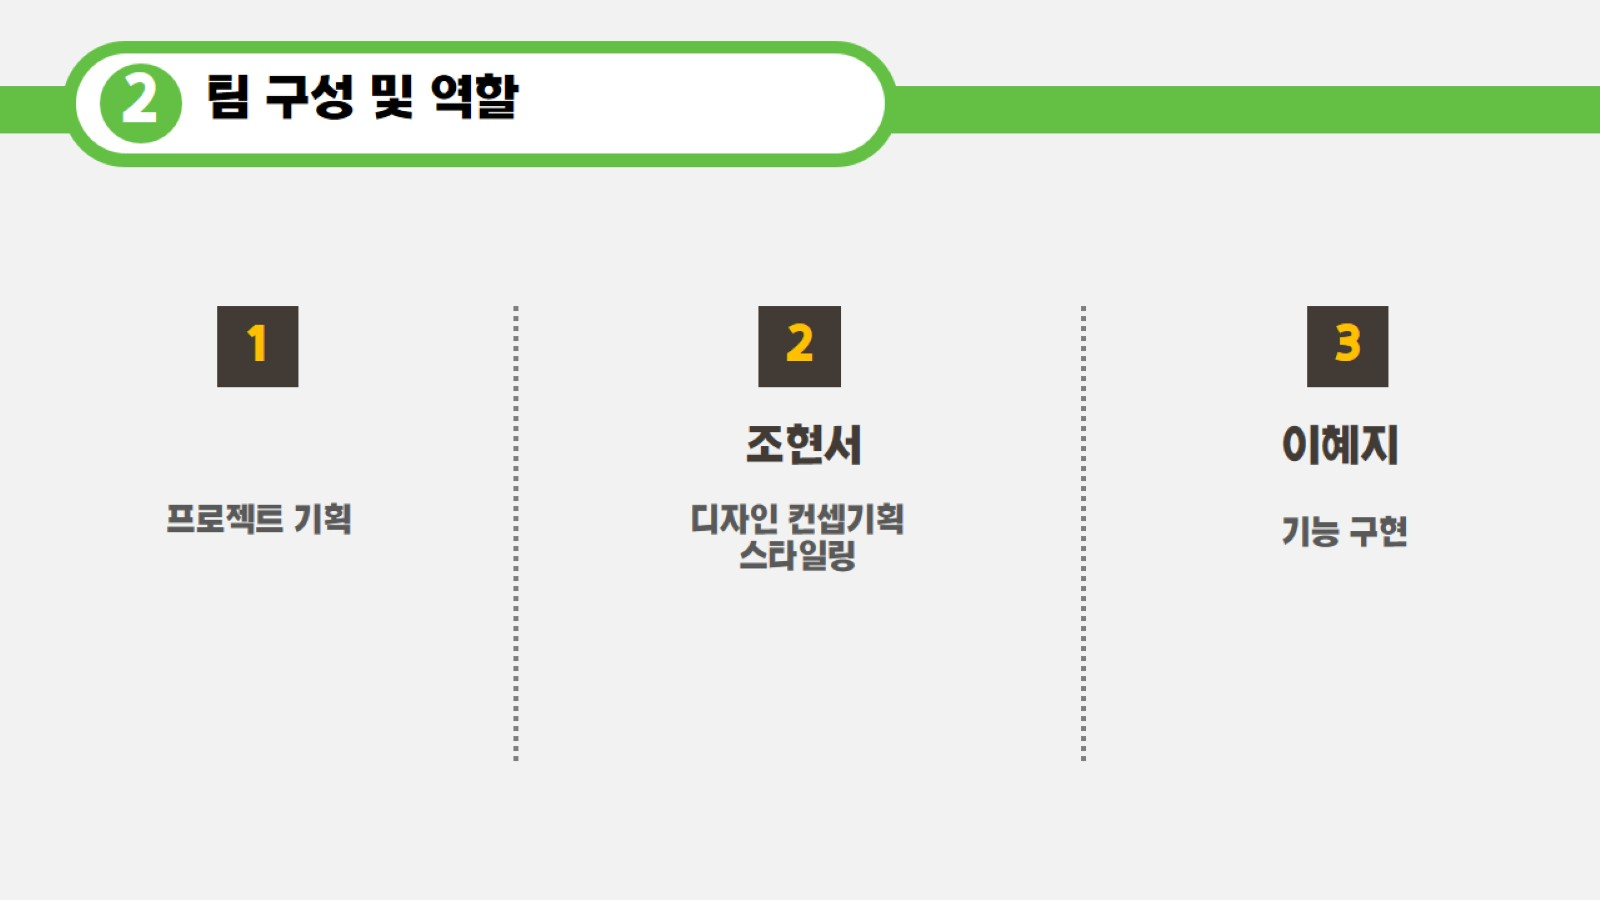 2 팀 구성 및 역할
1
프로젝트 기획
2
조현서
디자인 컨셉기획
스타일링
3
이혜지
기능 구현